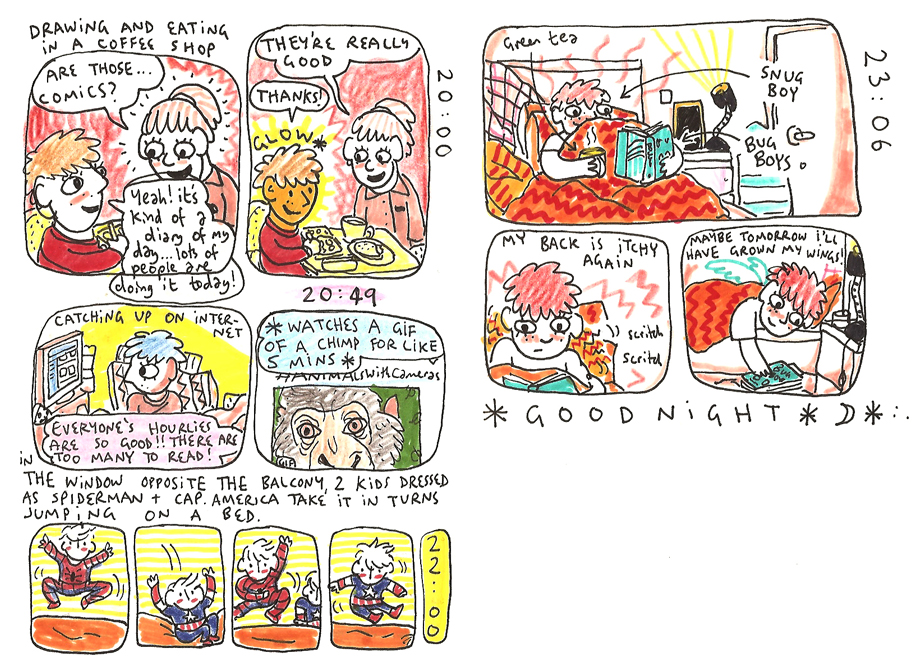 DRAWING AND EATING
IN A COFFEE SHOP
ARE THOSE...
COMICS?
Yeah! it's
kind of a
diary of my
day... lots of
people are
doing it today!
THEY'RE REALLY
GOOD
THANKS!
GLOW*
20:00
20:49
CATCHING UP ON INTER-
NET
EVERYONE'S HOURLIES
ARE SO GOOD!! THERE ARE
TOO MANY TO READ!
* WATCHES A GIF
OF A CHIMP FOR LIKE
5 MINS *
#ANIMALSWithCameras
GIF
in
THE WINDOW OPPOSITE THE BALCONY, 2 KIDS DRESSED
AS SPIDERMAN + CAP. AMERICA TAKE IT IN TURNS
JUMPING ON A BED.
22:00
Green tea
SNUG
BOY
BUG
BOYS.
23:06
MY BACK IS ITCHY
AGAIN
scritch
scritch
MAYBE TOMORROW I'LL
HAVE GROWN MY WINGS!
* GOODNIGHT *